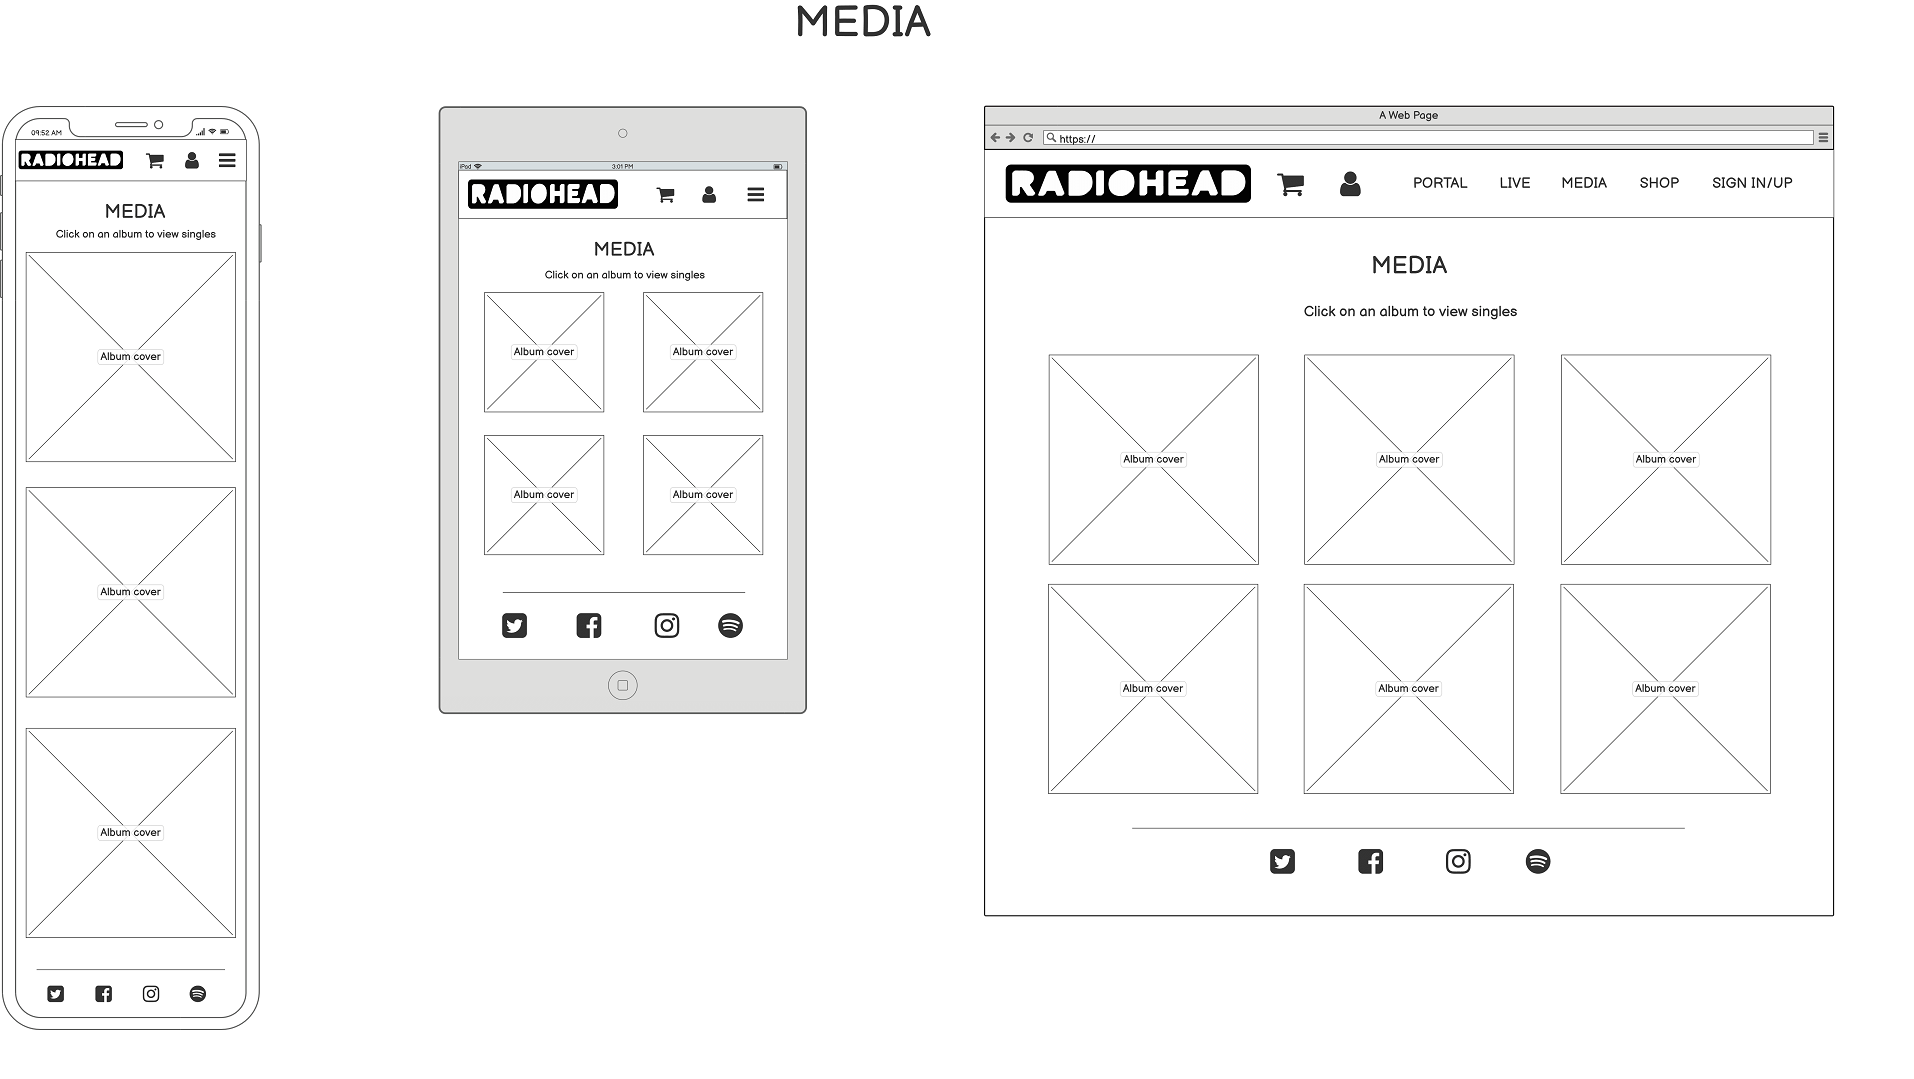 MEDIA
09:52 AM
RADIOHEAD
MEDIA
Click on an album to view singles
Album cover
Album cover
Album cover
iPod
3:01 PM
RADIOHEAD
MEDIA
Click on an album to view singles
Album cover Album cover
Album cover Album cover
A Web Page
https://
RADIOHEAD PORTAL LIVE MEDIA SHOP SIGN IN/UP
MEDIA
Click on an album to view singles
Album cover Album cover Album cover
Album cover Album cover Album cover